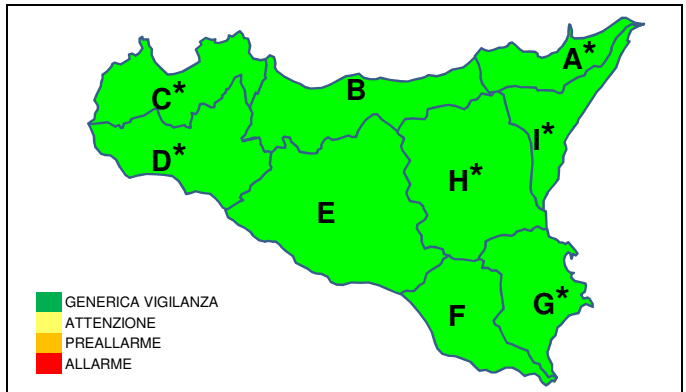 A*
B
C*
I*
D*
H*
E
GENERICA VIGILANZA
G*
F
ATTENZIONE
PREALLARME
ALLARME